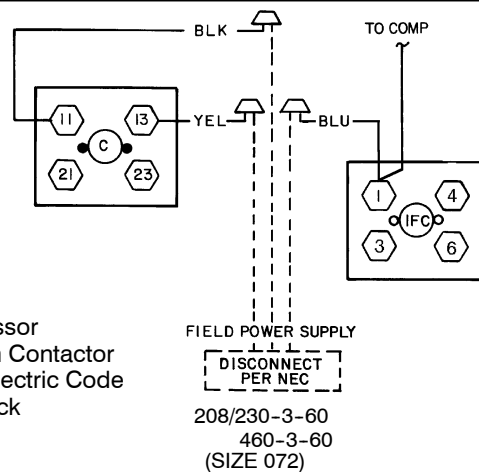 BLK
TO COMP
11
13
YEL
BLU
C
21
23
1
4
IFC
3
6
ssor
FIELD POWER SUPPLY
n Contactor
DISCONNECT
lectric Code
PER NEC
ck
208/230-3-60
460-3-60
(SIZE 072)